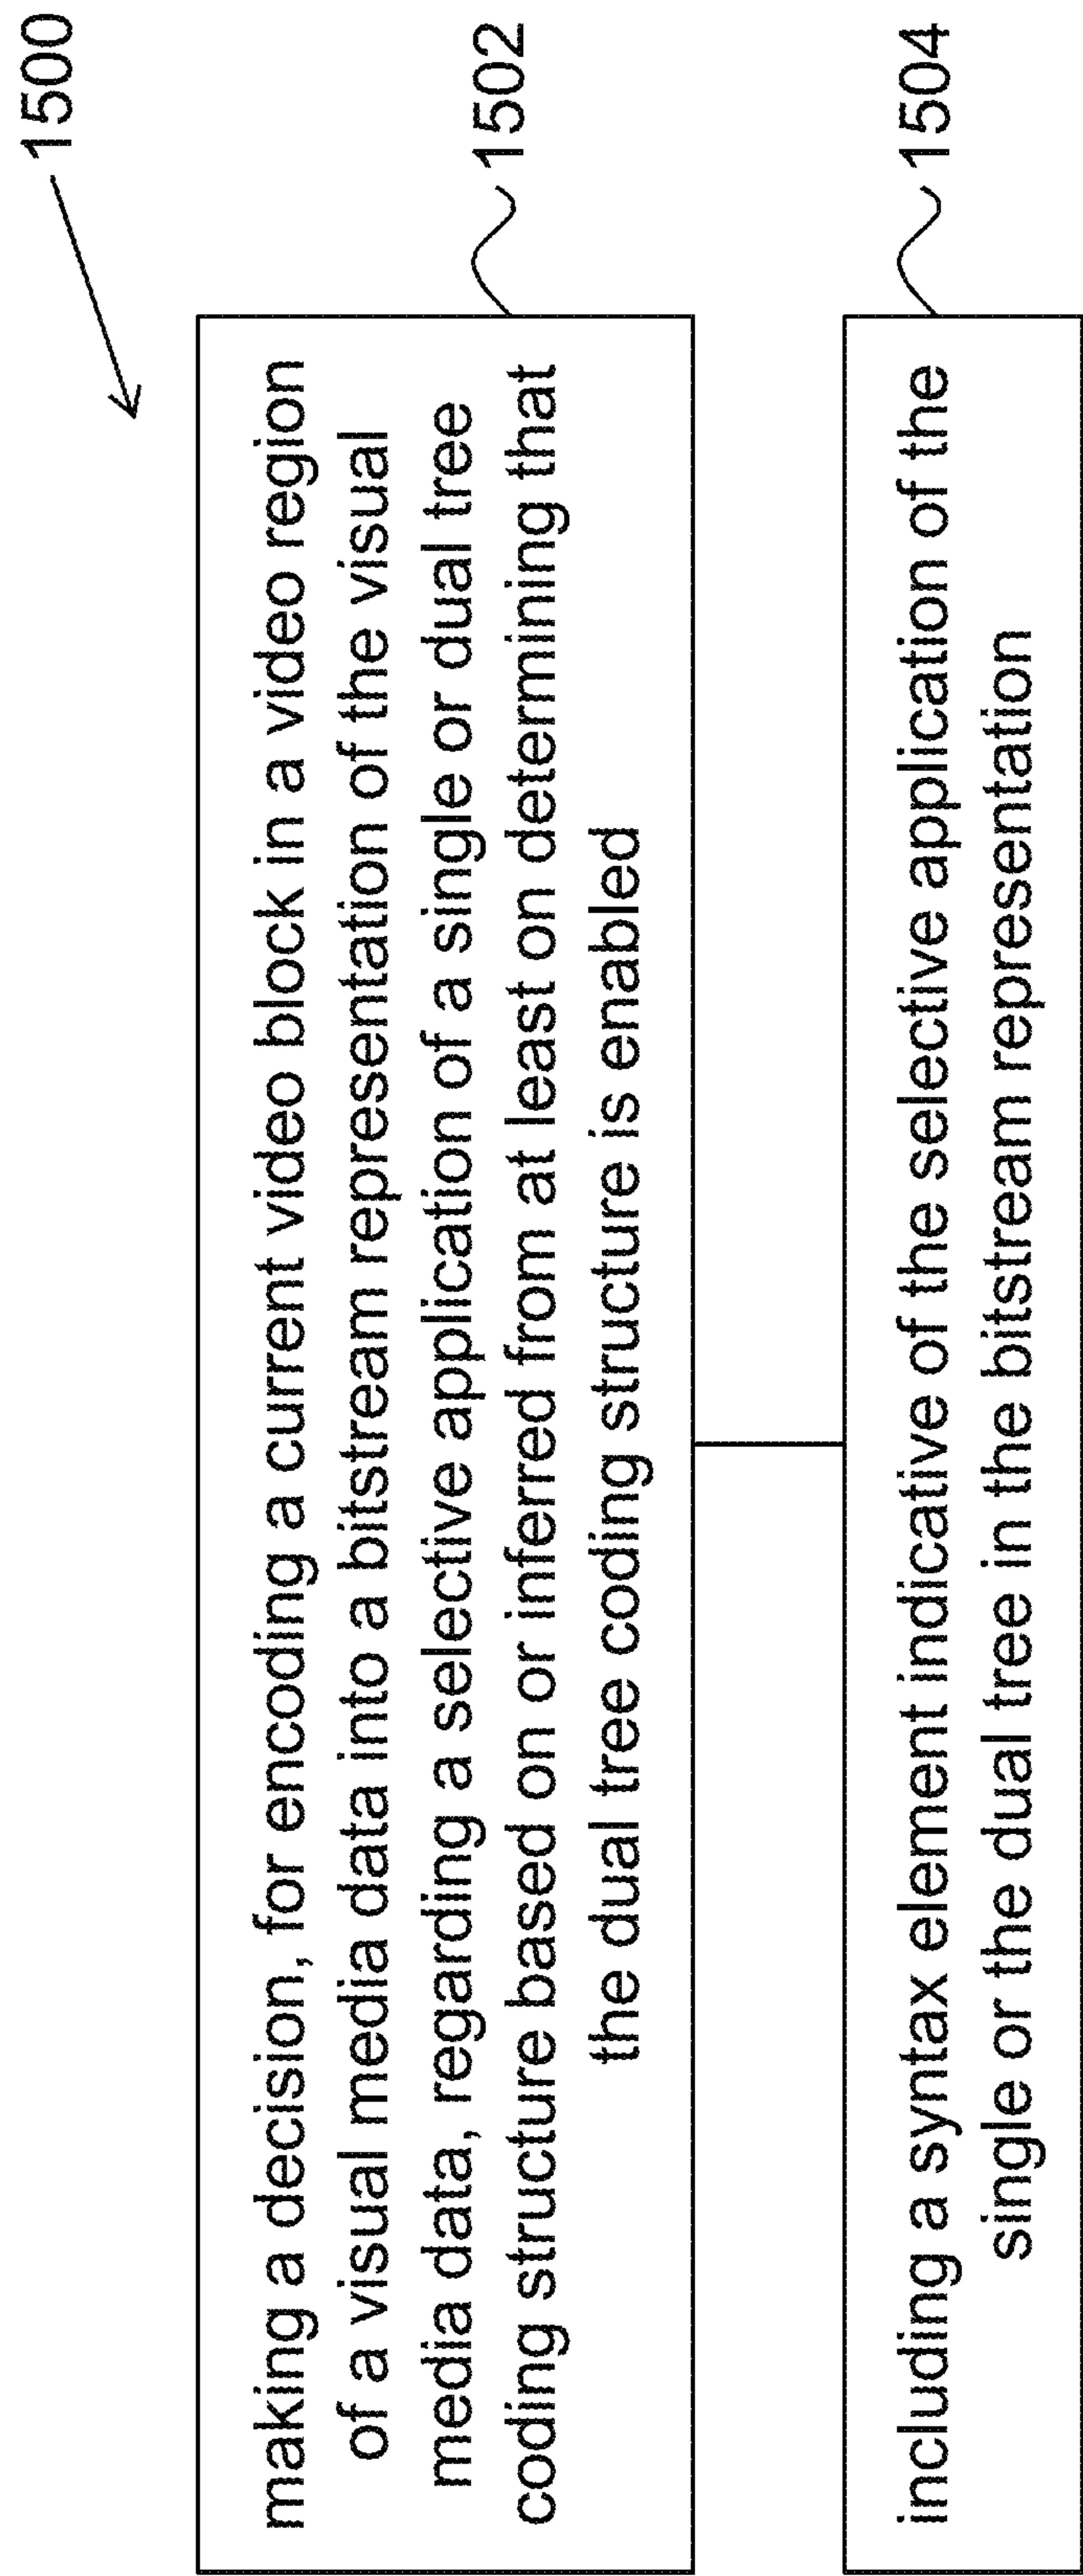 1500
making a decision, for encoding a current video block in a video region
of a visual media data into a bitstream representation of the visual
media data, regarding a selective application of a single or dual tree
coding structure based on or inferred from at least on determining that
the dual tree coding structure is enabled
1502
including a syntax element indicative of the selective application of the
single or the dual tree in the bitstream representation
1504